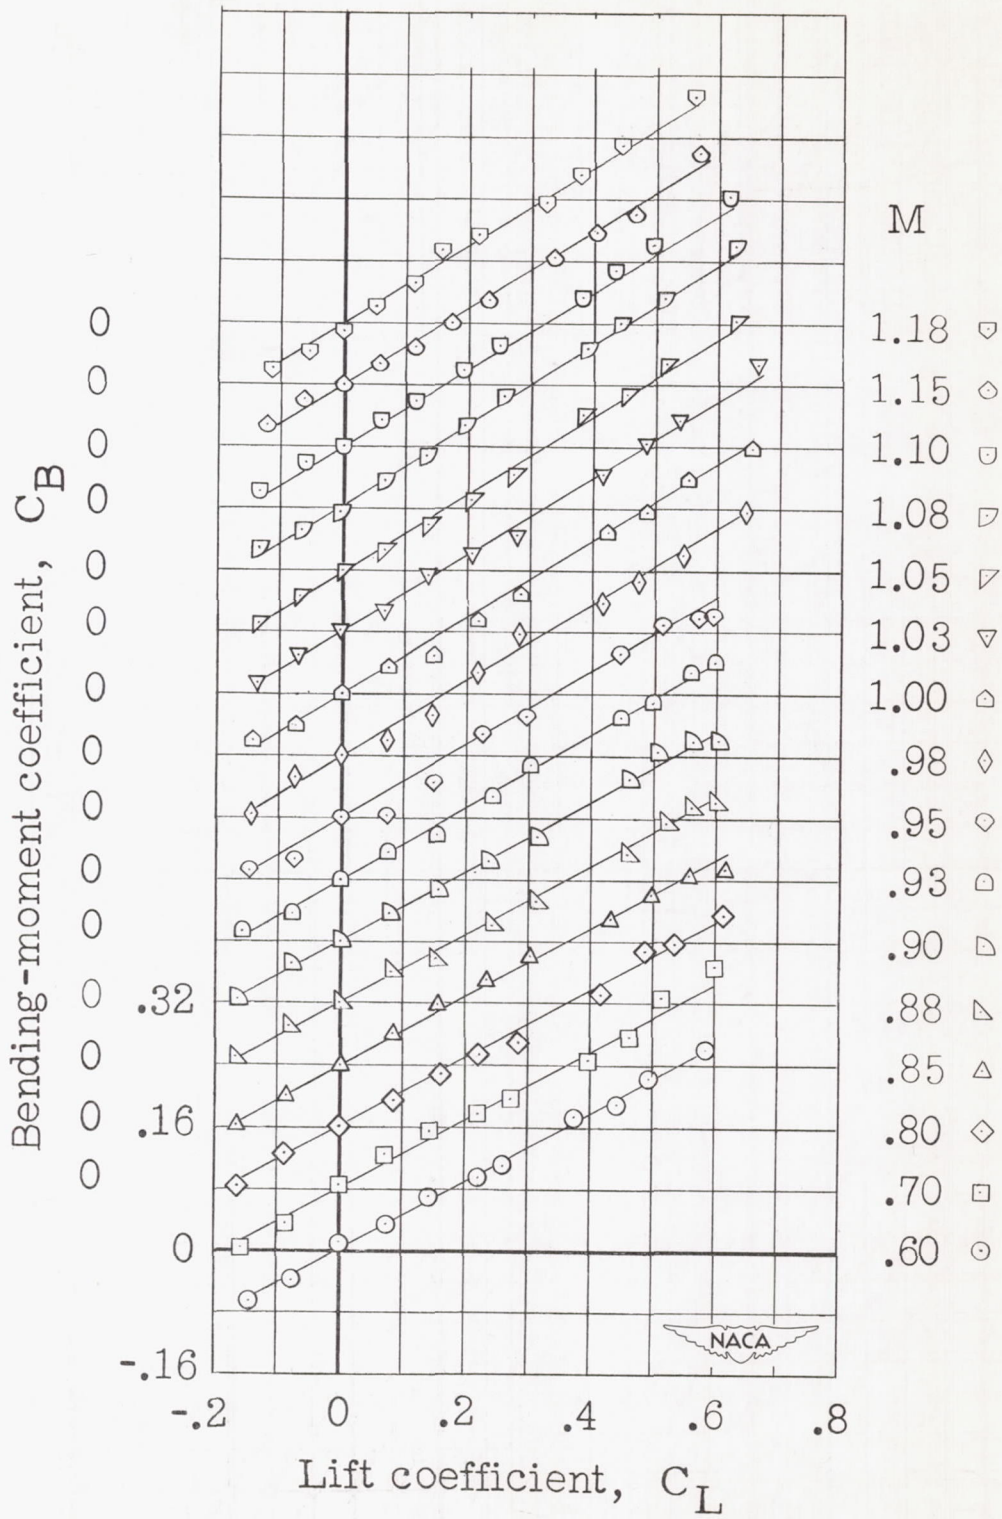 M
0 1.18
0 1.15
0 1.10
0 1.08
0 1.05
0 1.03
0 1.00
0 .98
0 .95
0 .93
0 .90
0 .32 .88
0 .85
0 .16 .80
0 .70
0 .60
-.16
NACA
-.2 0 .2 .4 .6 .8
Lift coefficient, CL
Bending-moment coefficient, CB